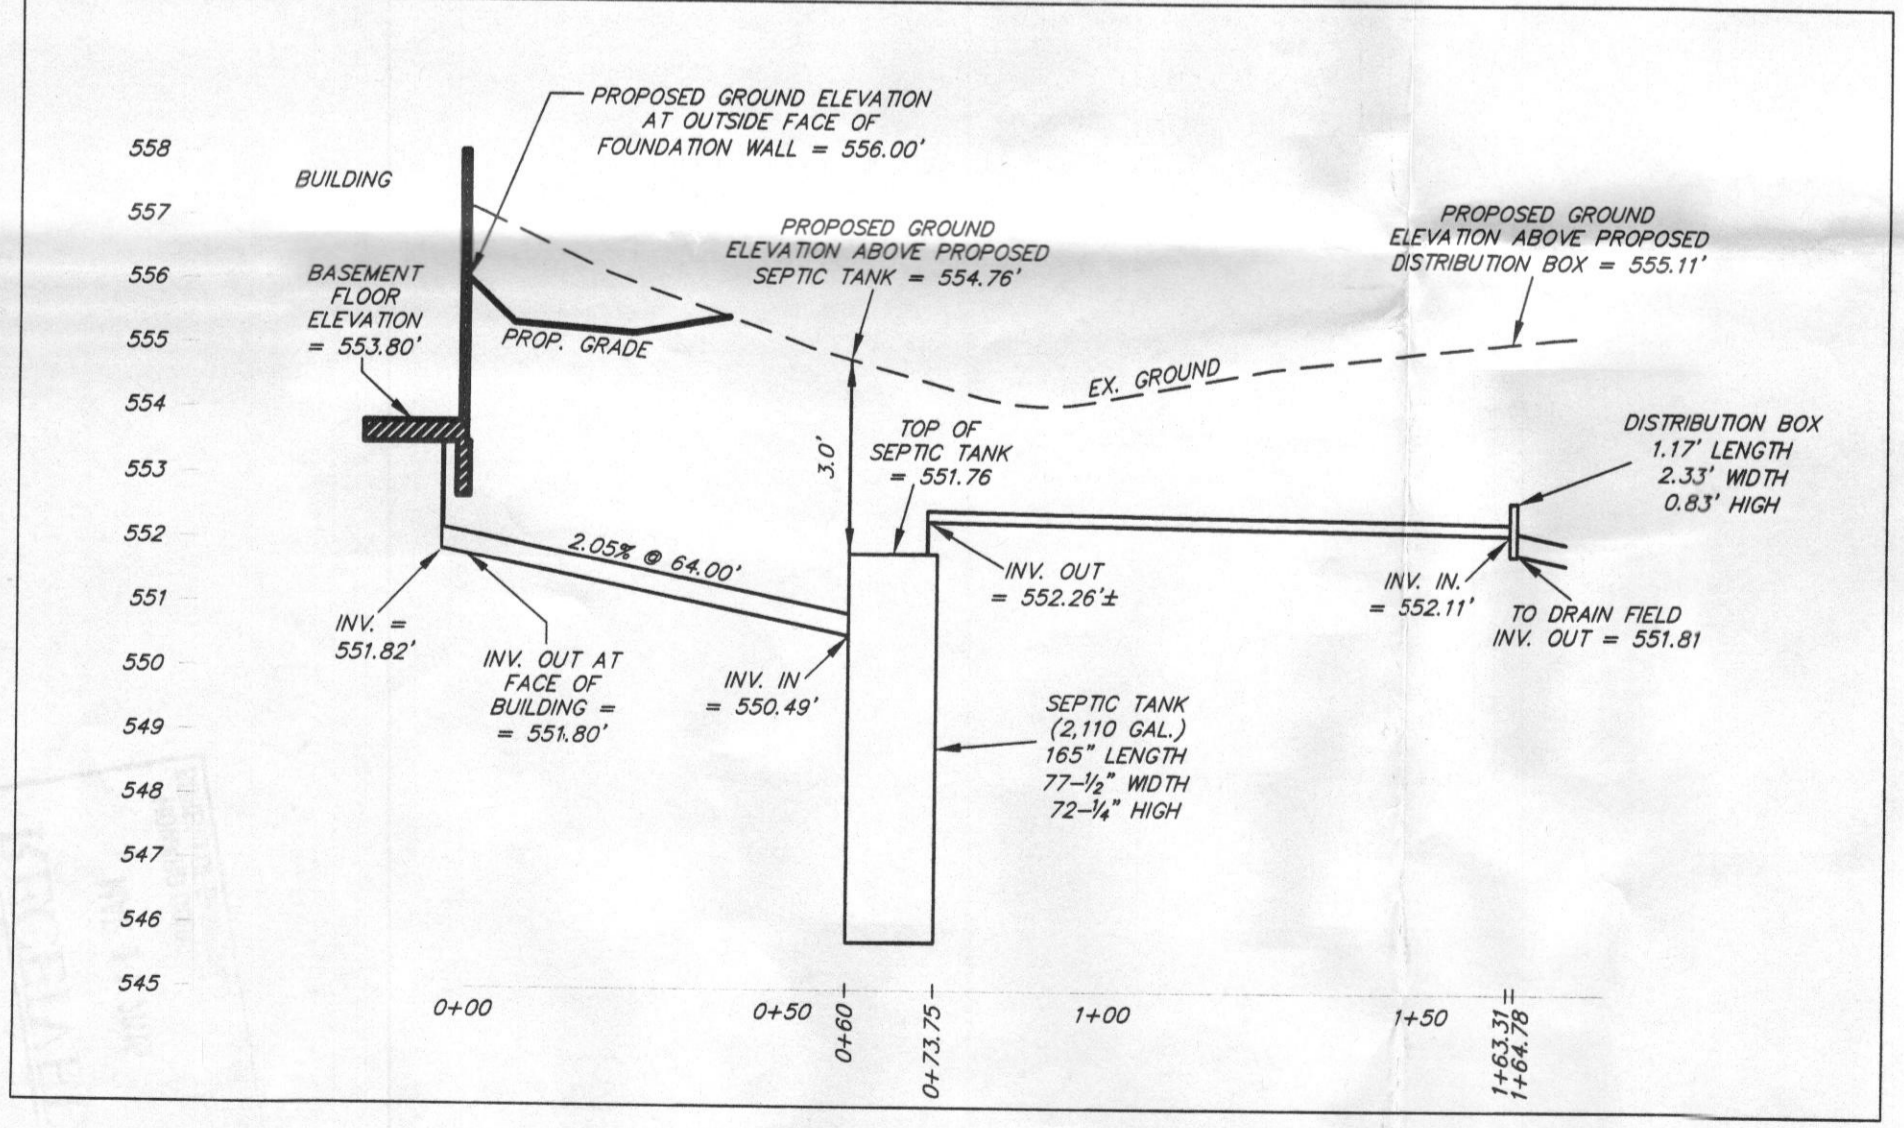 PROPOSED GROUND ELEVATION
AT OUTSIDE FACE OF
FOUNDATION WALL = 556.00'
BUILDING
PROPOSED GROUND
ELEVATION ABOVE PROPOSED
SEPTIC TANK = 554.76'
PROPOSED GROUND
ELEVATION ABOVE PROPOSED
DISTRIBUTION BOX = 555.11'
BASEMENT
FLOOR
ELEVATION
= 553.80'
PROP. GRADE
EX. GROUND
3.0'
TOP OF
SEPTIC TANK
= 551.76
DISTRIBUTION BOX
1.17' LENGTH
2.33' WIDTH
0.83' HIGH
2.05% @ 64.00'
INV. =
551.82'
INV. OUT AT
FACE OF
BUILDING =
= 551.80'
INV. IN
= 550.49'
INV. OUT
= 552.26'±
INV. IN.
= 552.11'
TO DRAIN FIELD
INV. OUT = 551.81
SEPTIC TANK
(2,110 GAL.)
165" LENGTH
77-1/2" WIDTH
72-1/4" HIGH
558
557
556
555
554
553
552
551
550
549
548
547
546
545
0+00
0+50
0+60
0+73.75
1+00
1+50
1+63.31
1+64.78